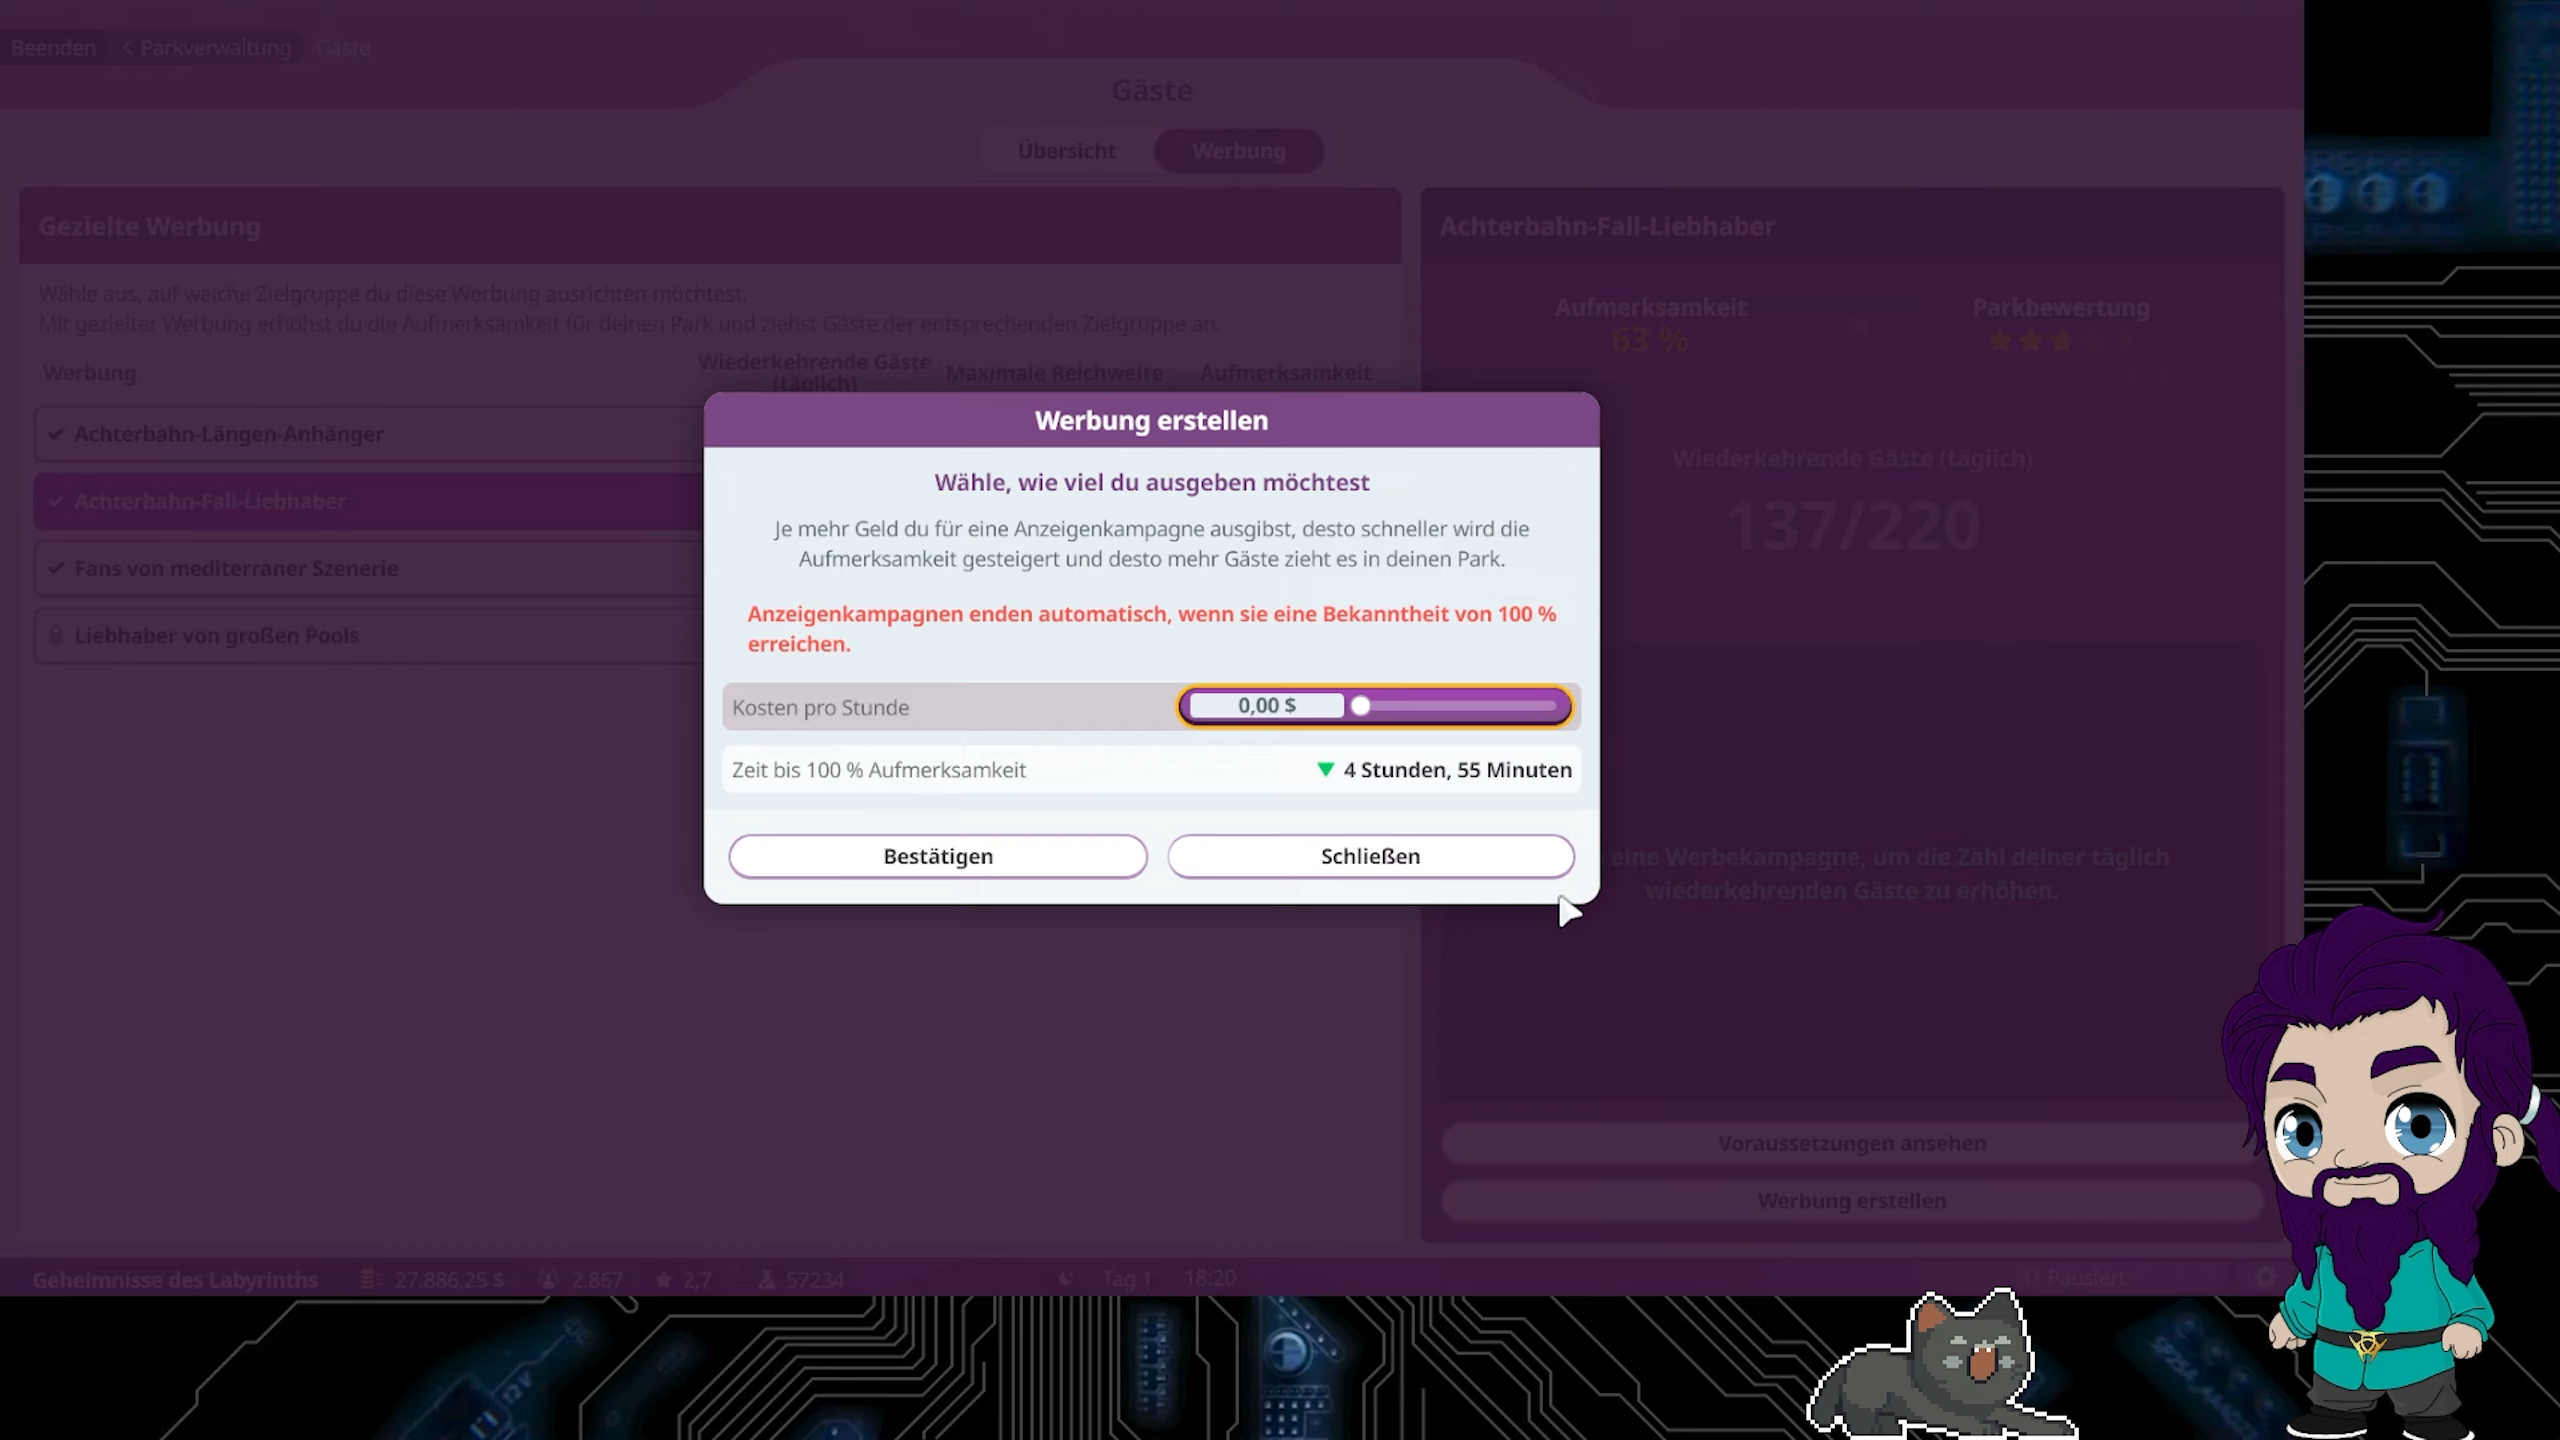 Beenden < Parkverwaltung Gäste
Gäste
Übersicht Werbung
Gezielte Werbung
Wähle aus, auf welche Zielgruppe du diese Werbung ausrichten möchtest.
Mit gezielter Werbung erhöhst du die Aufmerksamkeit für deinen Park und ziehst Gäste der entsprechenden Zielgruppe an.
Werbung Wiederkehrende Gäste (täglich) Maximale Reichweite Aufmerksamkeit
Achterbahn-Längen-Anhänger
Achterbahn-Fall-Liebhaber
Fans von mediterraner Szenerie
Liebhaber von großen Pools
Achterbahn-Fall-Liebhaber
Aufmerksamkeit Parkbewertung
63 %
Wiederkehrende Gäste (täglich)
137/220
eine Werbekampagne, um die Zahl deiner täglich
wiederkehrenden Gäste zu erhöhen.
Voraussetzungen ansehen
Werbung erstellen
Werbung erstellen
Wähle, wie viel du ausgeben möchtest
Je mehr Geld du für eine Anzeigenkampagne ausgibst, desto schneller wird die
Aufmerksamkeit gesteigert und desto mehr Gäste zieht es in deinen Park.
Anzeigenkampagnen enden automatisch, wenn sie eine Bekanntheit von 100 %
erreichen.
Kosten pro Stunde 0,00 $
Zeit bis 100 % Aufmerksamkeit 4 Stunden, 55 Minuten
Bestätigen Schließen
Geheimnisse des Labyrinths 27.886,25 $ 2.867 2,7 57234 Tag 1 18:20 Pausiert
12V